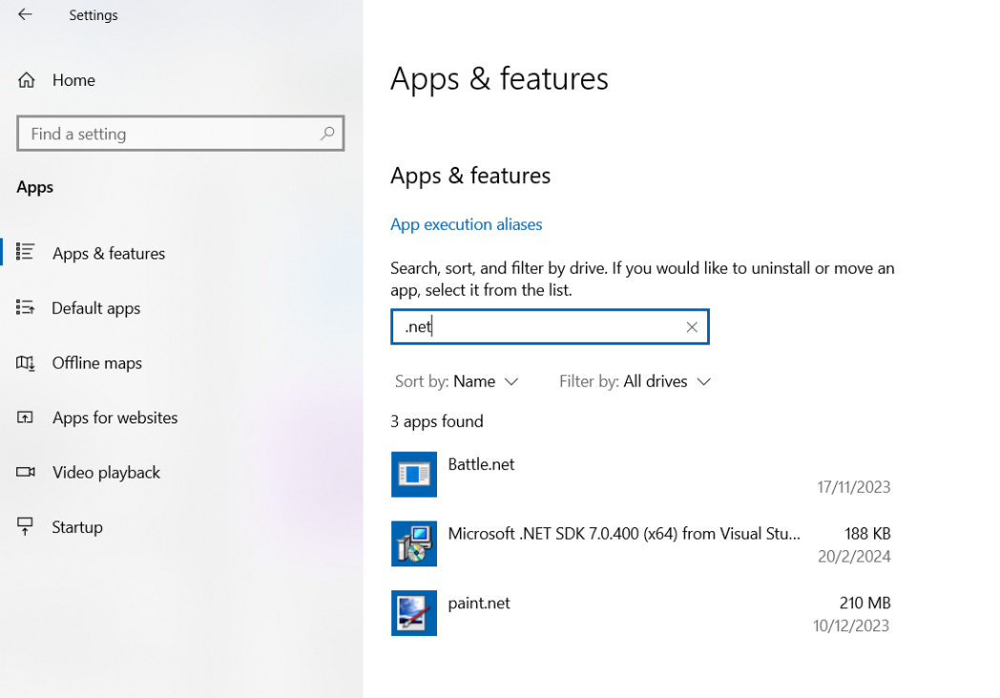 Settings
Home
Find a setting
Apps
Apps & features
Default apps
Offline maps
Apps for websites
Video playback
Startup
Apps & features
Apps & features
App execution aliases
Search, sort, and filter by drive. If you would like to uninstall or move an
app, select it from the list.
.net
Sort by: Name
Filter by: All drives
3 apps found
Battle.net
17/11/2023
Microsoft .NET SDK 7.0.400 (x64) from Visual Stu...
188 KB
20/2/2024
paint.net
210 MB
10/12/2023